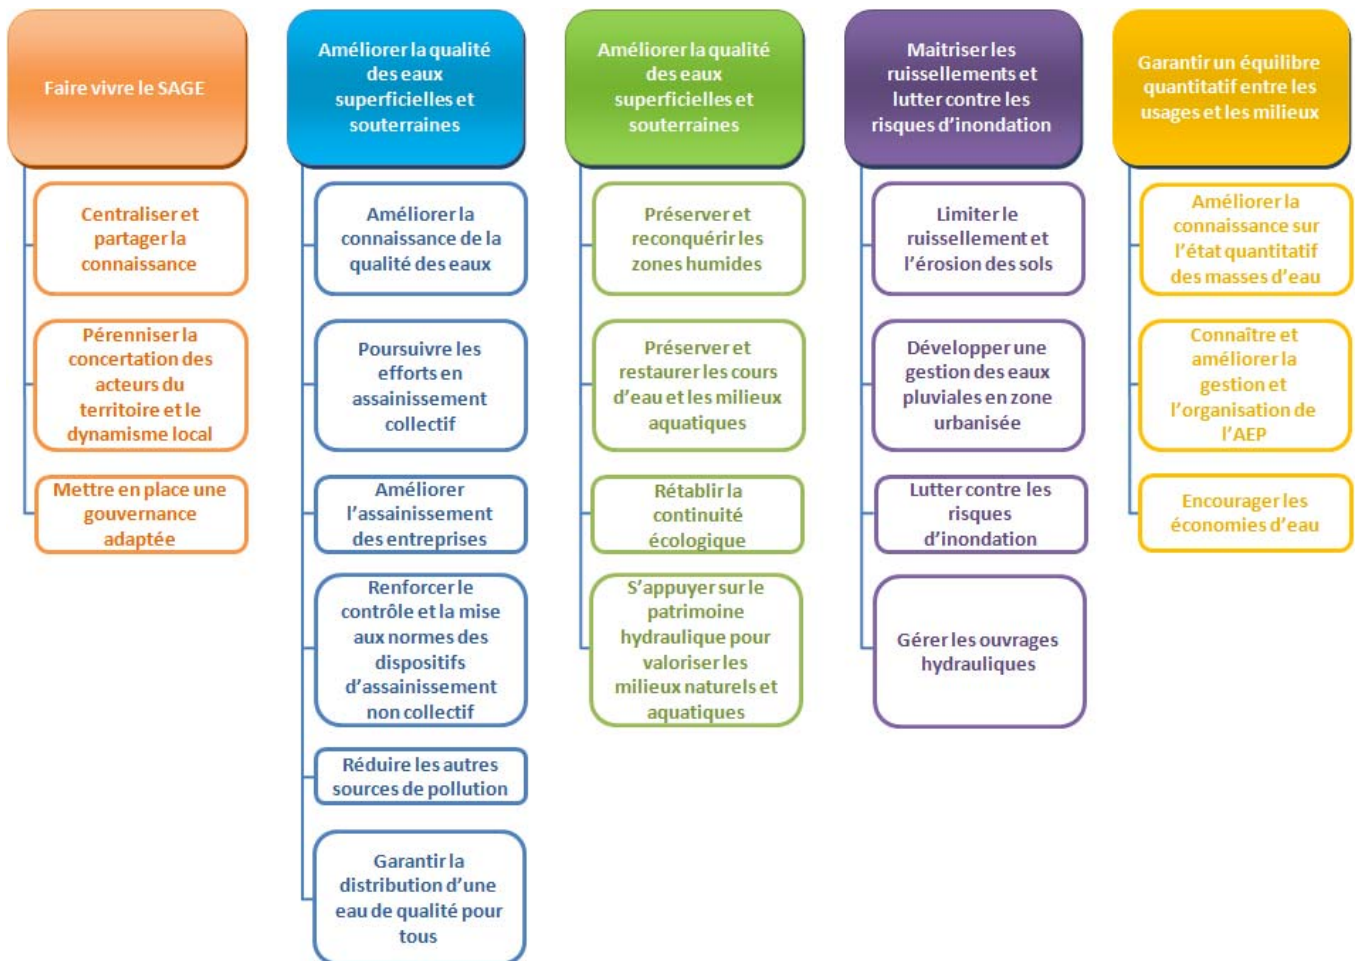 Faire vivre le SAGE
Centraliser et
partager la
connaissance
Pérenniser la
concertation des
acteurs du
territoire et le
dynamisme local
Mettre en place une
gouvernance
adaptée
Améliorer la qualité
des eaux
superficielles et
souterraines
Améliorer la
connaissance de la
qualité des eaux
Poursuivre les
efforts en
assainissement
collectif
Améliorer
l'assainissement
des entreprises
Renforcer le
contrôle et la mise
aux normes des
dispositifs
d'assainissement
non collectif
Réduire les autres
sources de pollution
Garantir la
distribution d'une
eau de qualité pour
tous
Améliorer la qualité
des eaux
superficielles et
souterraines
Préserver et
reconquérir les
zones humides
Préserver et
restaurer les cours
d'eau et les milieux
aquatiques
Rétablir la
continuité
écologique
S'appuyer sur le
patrimoine
hydraulique pour
valoriser les
milieux naturels et
aquatiques
Maitriser les
ruissellements et
lutter contre les
risques d'inondation
Limiter le
ruissellement et
l'érosion des sols
Développer une
gestion des eaux
pluviales en zone
urbanisée
Lutter contre les
risques
d'inondation
Gérer les ouvrages
hydrauliques
Garantir un équilibre
quantitatif entre les
usages et les milieux
Améliorer la
connaissance sur
l'état quantitatif
des masses d'eau
Connaître et
améliorer la
gestion et
l'organisation de
l'AEP
Encourager les
économies d'eau